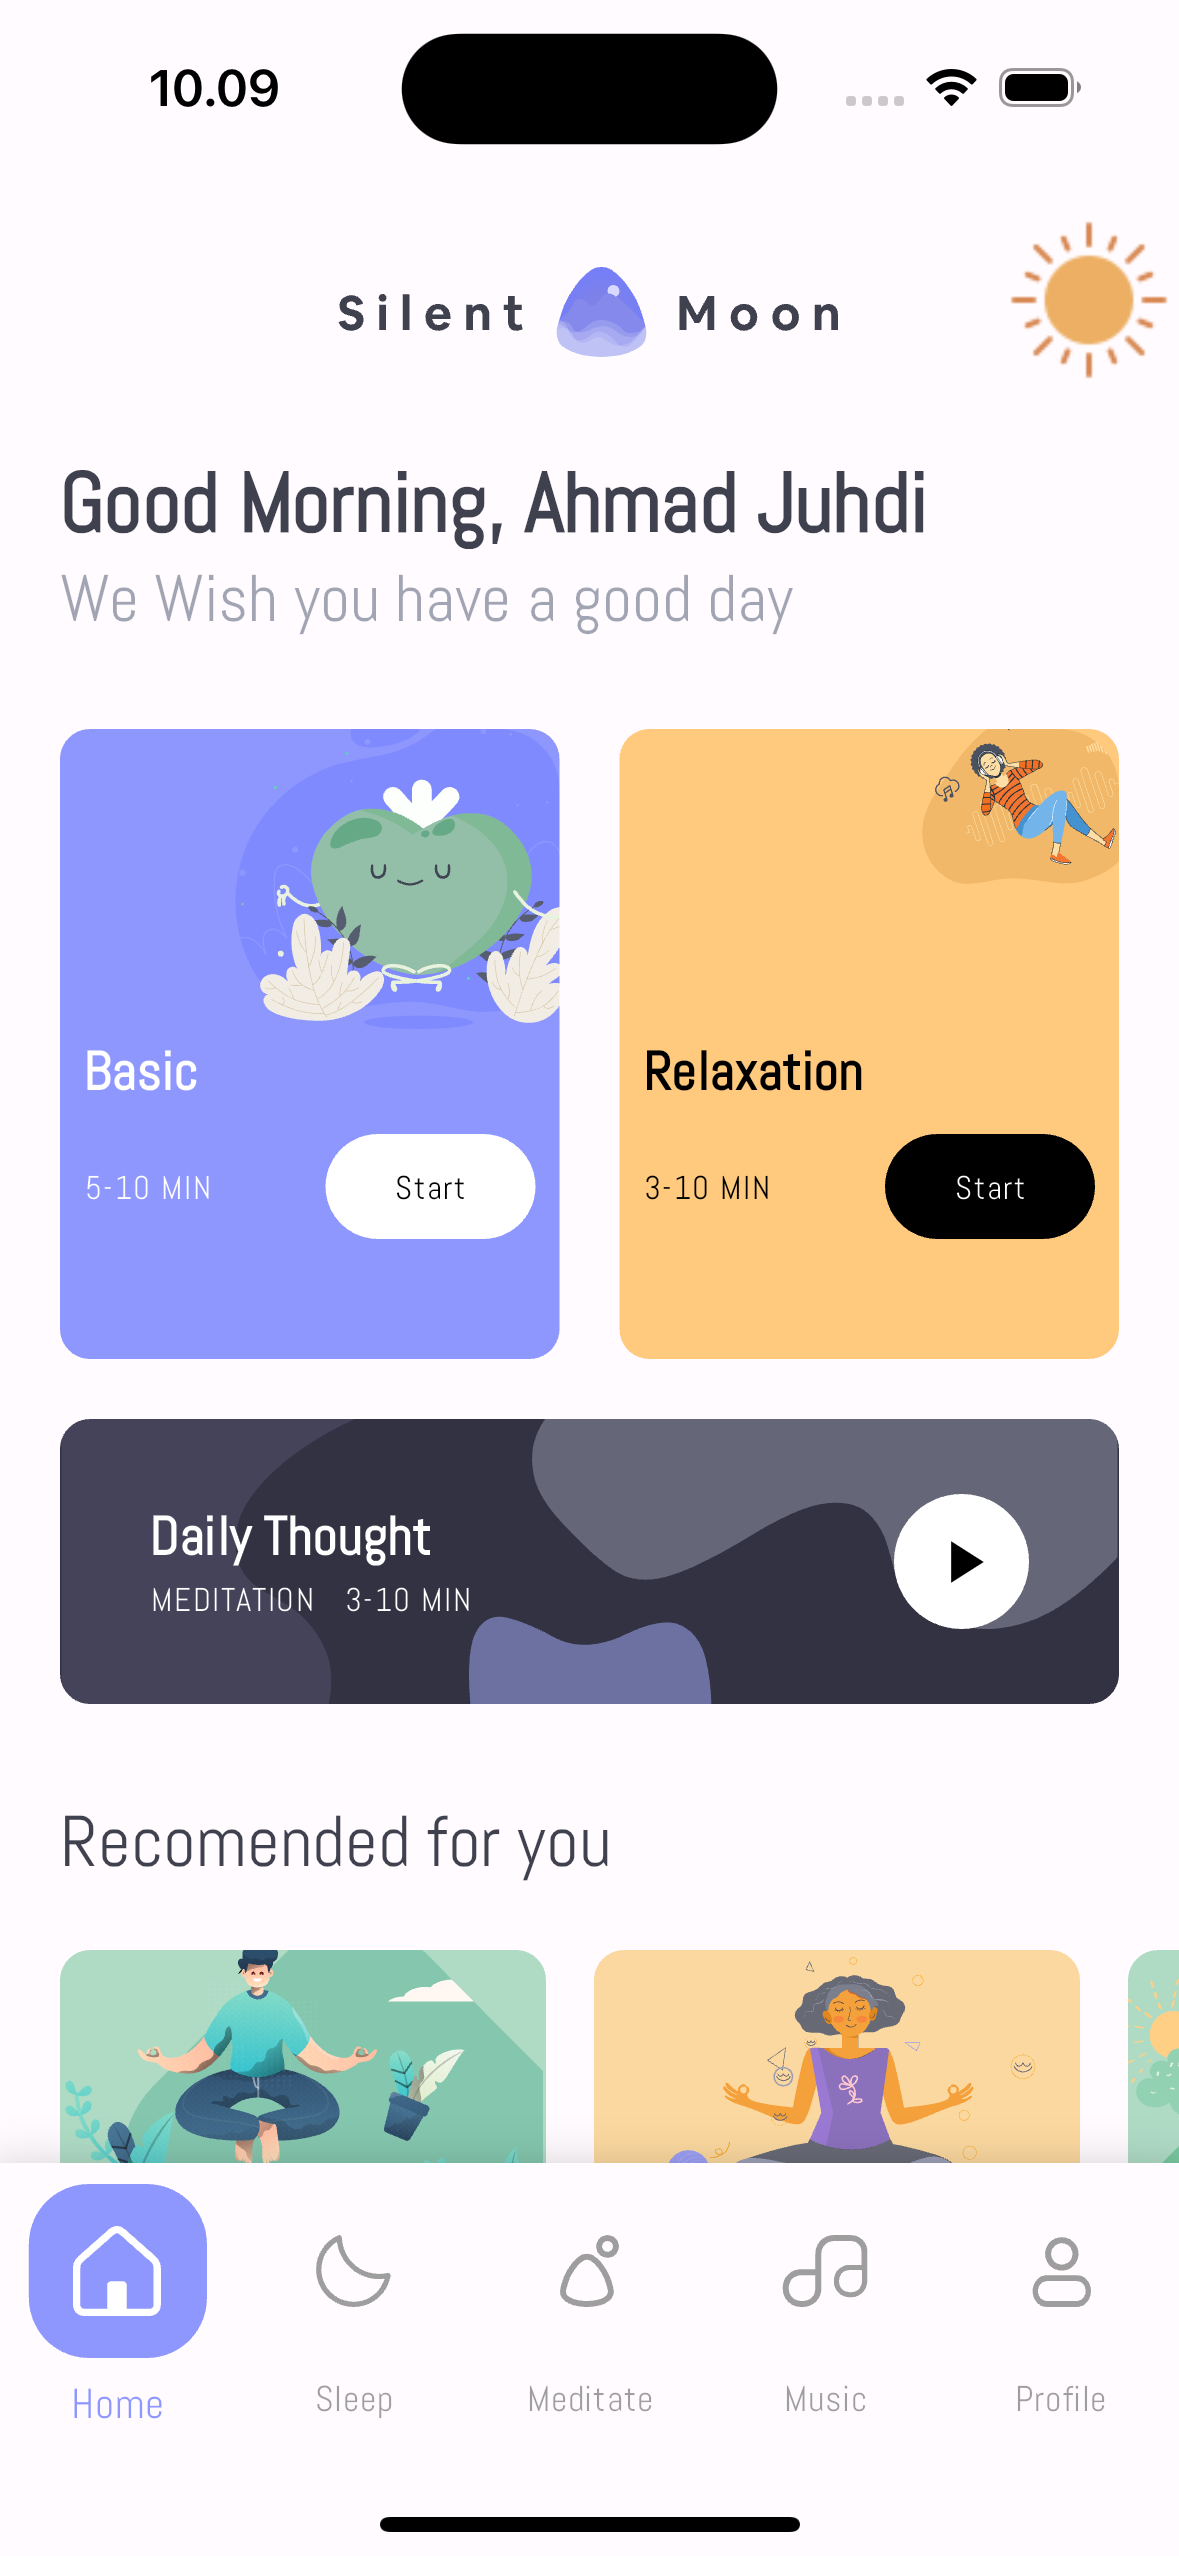 10.09
Silent Moon
Good Morning, Ahmad Juhdi
We Wish you have a good day
Basic
5-10 MIN
Start
Relaxation
3-10 MIN
Start
Daily Thought
MEDITATION 3-10 MIN
Recomended for you
Home
Sleep
Meditate
Music
Profile